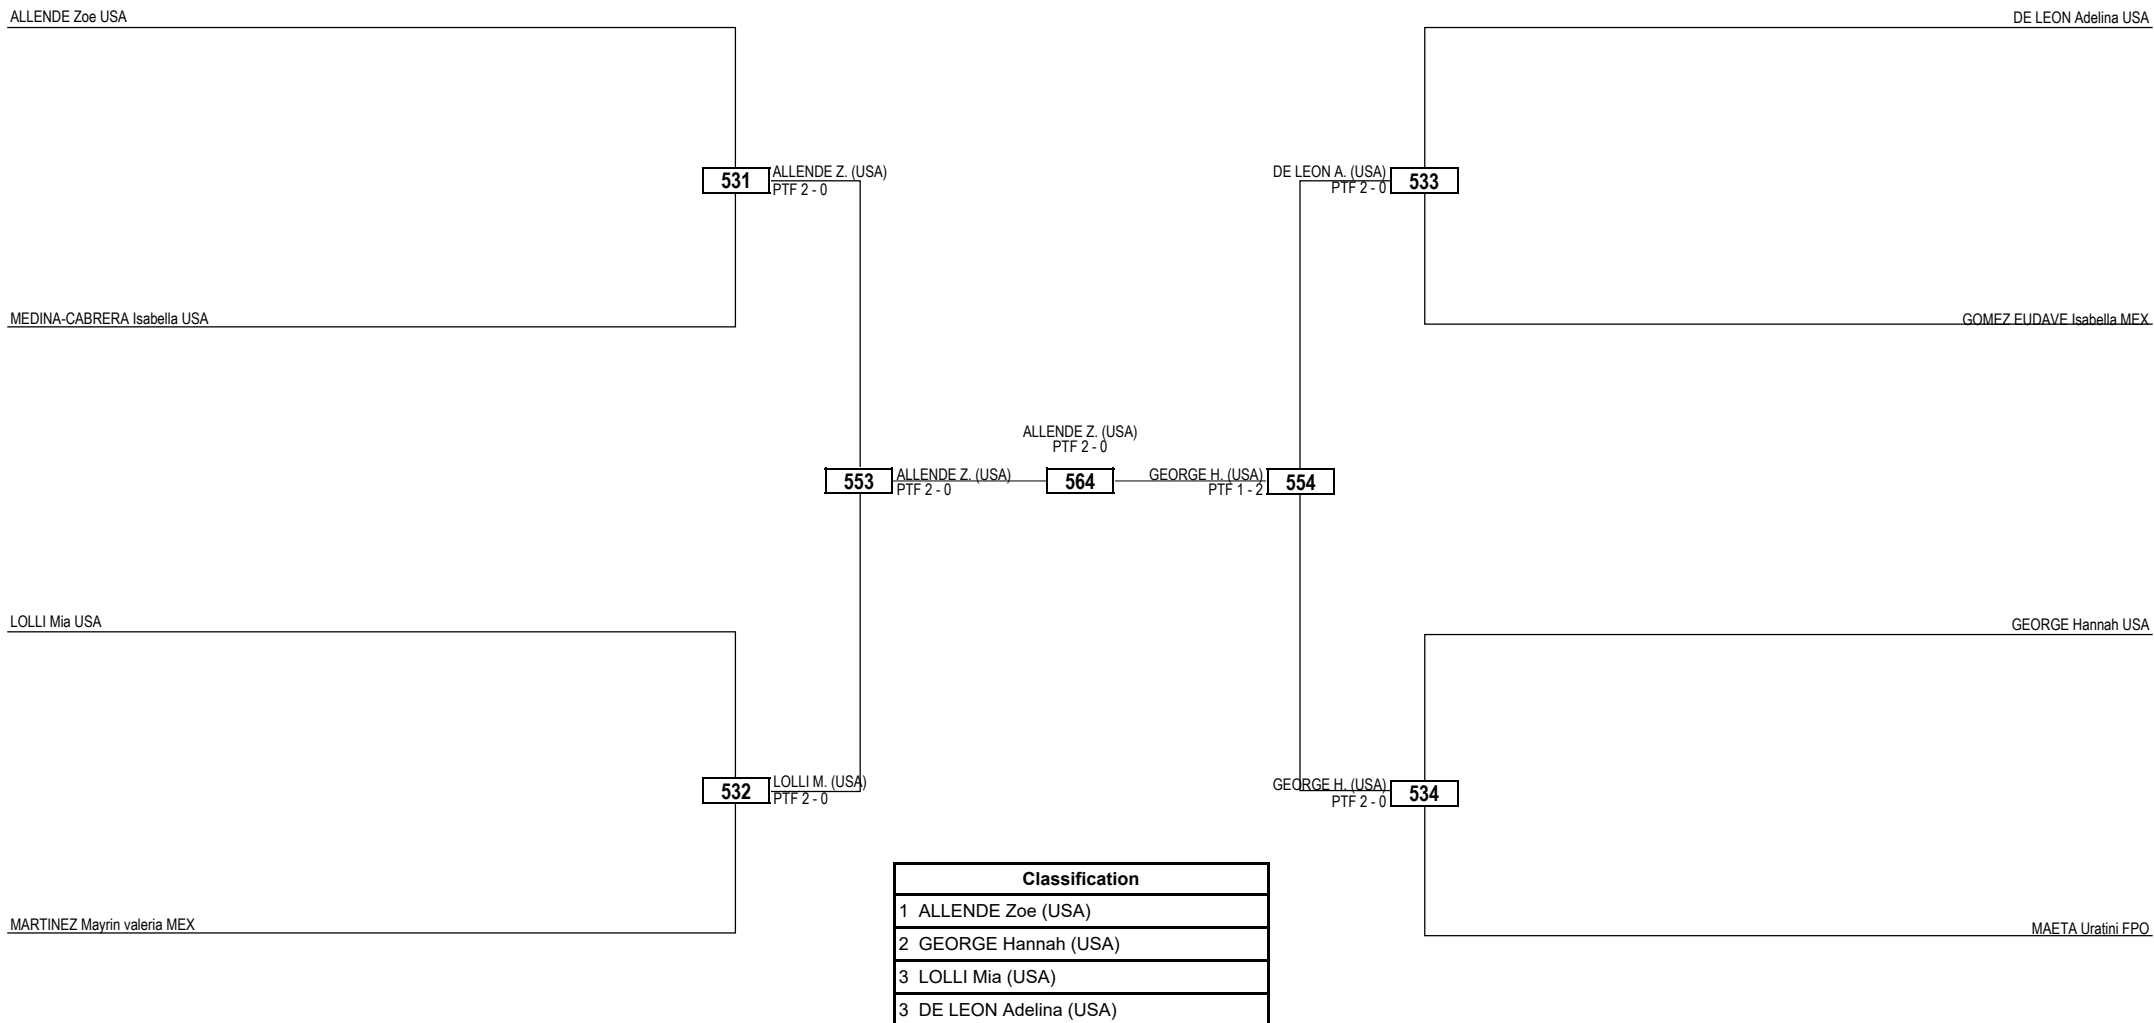 ALLENDE Zoe USA
DE LEON Adelina USA
531
ALLENDE Z. (USA)
PTF 2 - 0
DE LEON A. (USA)
PTF 2 - 0
533
MEDINA-CABRERA Isabella USA
GOMEZ EUDAVE Isabella MEX
ALLENDE Z. (USA)
PTF 2 - 0
553
ALLENDE Z. (USA)
PTF 2 - 0
564
GEORGE H. (USA)
PTF 1 - 2
554
LOLLI Mia USA
GEORGE Hannah USA
532
LOLLI M. (USA)
PTF 2 - 0
GEORGE H. (USA)
PTF 2 - 0
534
MARTINEZ Mayrin valeria MEX
MAETA Uratini FPO
Classification
1 ALLENDE Zoe (USA)
2 GEORGE Hannah (USA)
3 LOLLI Mia (USA)
3 DE LEON Adelina (USA)